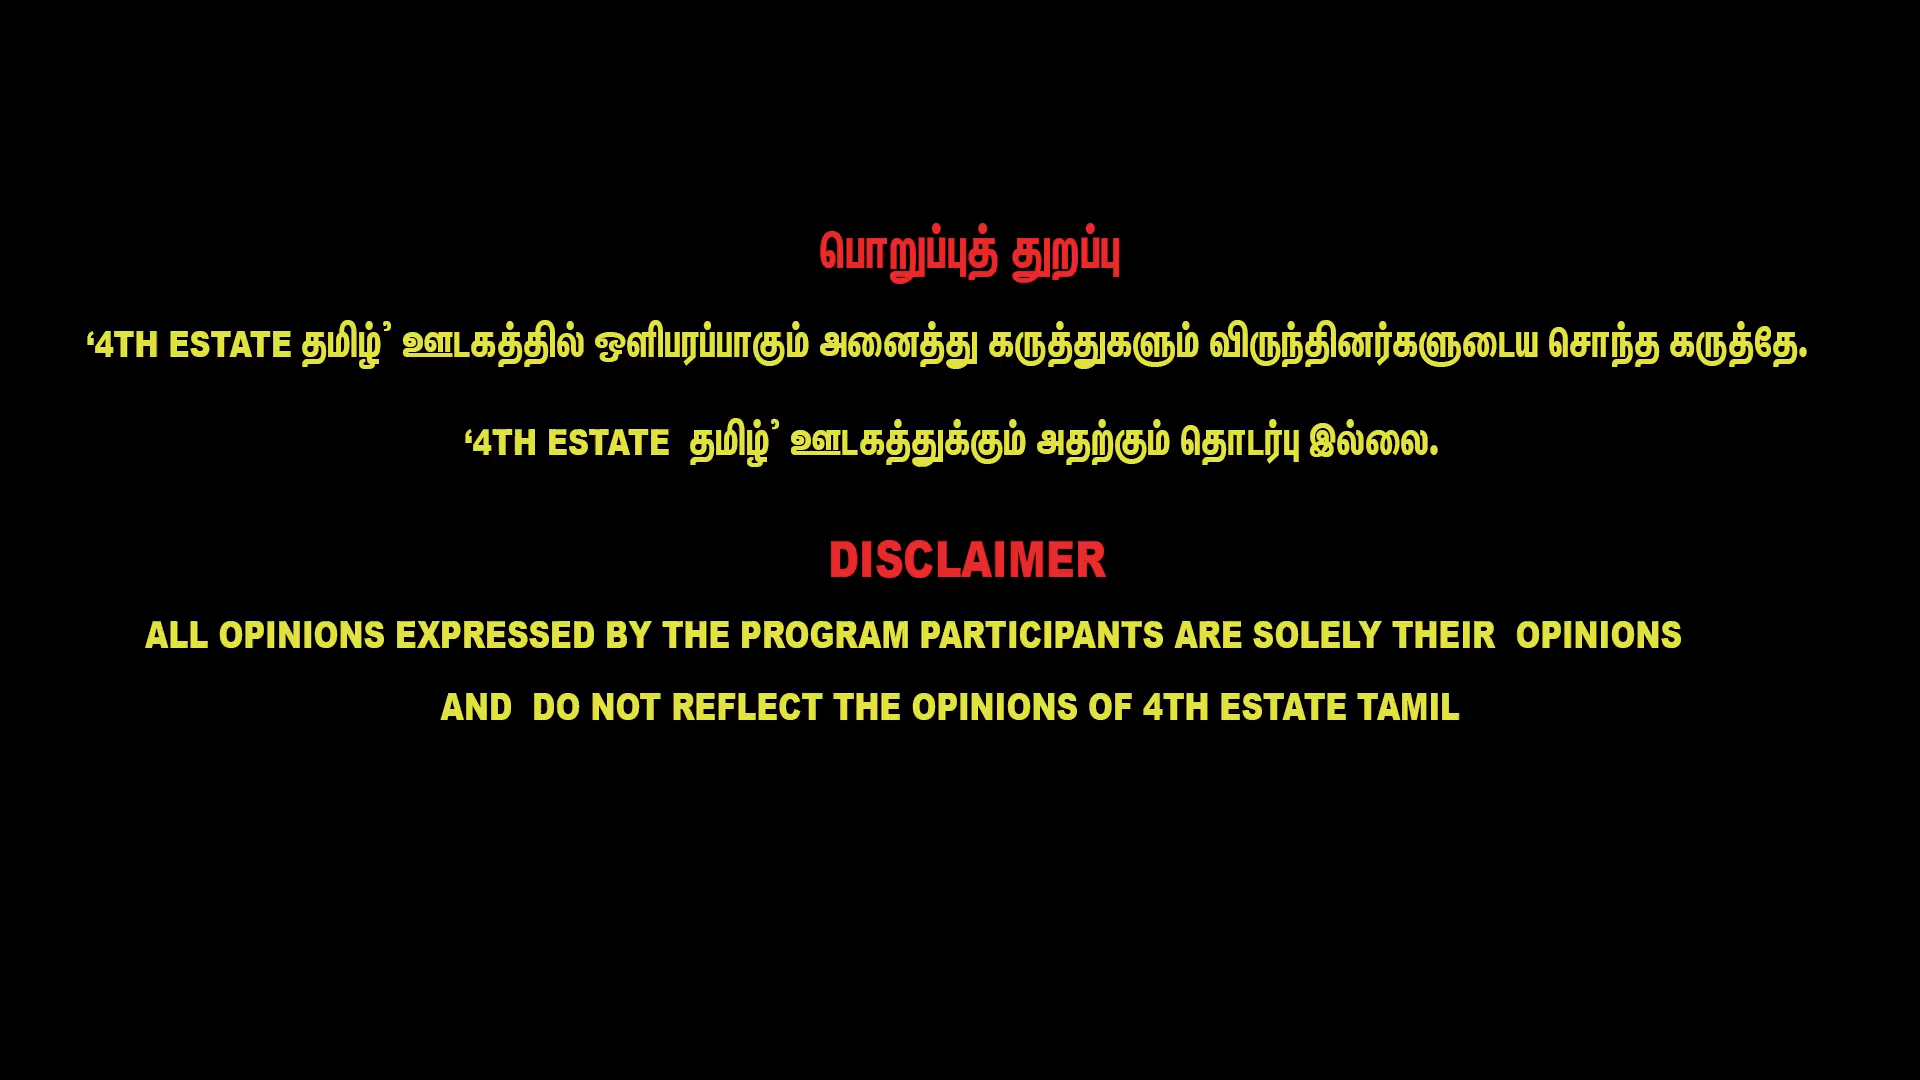 பொறுப்புத் துறப்பு
‘4TH ESTATE தமிழ்’ ஊடகத்தில் ஒளிபரப்பாகும் அனைத்து கருத்துகளும் விருந்தினர்களுடைய சொந்த கருத்தே.
‘4TH ESTATE தமிழ்’ ஊடகத்துக்கும் அதற்கும் தொடர்பு இல்லை.
DISCLAIMER
ALL OPINIONS EXPRESSED BY THE PROGRAM PARTICIPANTS ARE SOLELY THEIR OPINIONS
AND DO NOT REFLECT THE OPINIONS OF 4TH ESTATE TAMIL